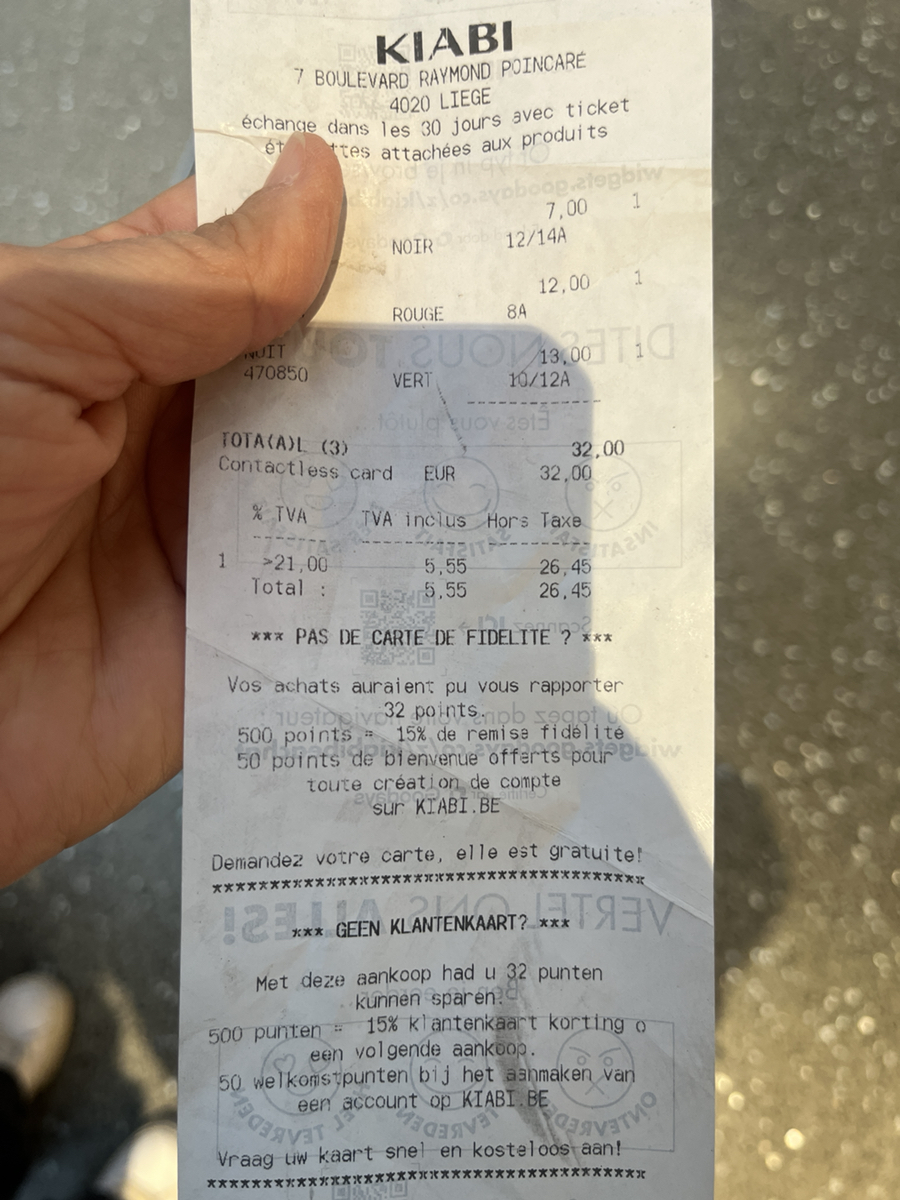 KIABI
7 BOULEVARD RAYMOND POINCARÉ
4020 LIEGE
échange dans les 30 jours avec ticket
attachées aux produits
7,00 1
NOIR 12/14A
12,00 1
ROUGE 8A
NUIT 13,00 1
470850 VERT 10/12A
--------------
TOTA(A)L (3) 32,00
Contactless card EUR 32,00
% TVA TVA inclus Hors Taxe
-------- ------------ -----------
1 >21,00 5,55 26,45
Total : 5,55 26,45
*** PAS DE CARTE DE FIDELITE ? ***
Vos achats auraient pu vous rapporter
32 points.
500 points = 15% de remise fidélité
50 points de bienvenue offerts pour
toute création de compte
sur KIABI.BE
Demandez votre carte, elle est gratuite!
******************************************
*** GEEN KLANTENKAART? ***
Met deze aankoop had u 32 punten
kunnen sparen.
500 punten = 15% klantenkaart korting o
een volgende aankoop.
50 welkomstpunten bij het aanmaken van
een account op KIABI.BE
Vraag uw kaart snel en kosteloos aan!
******************************************